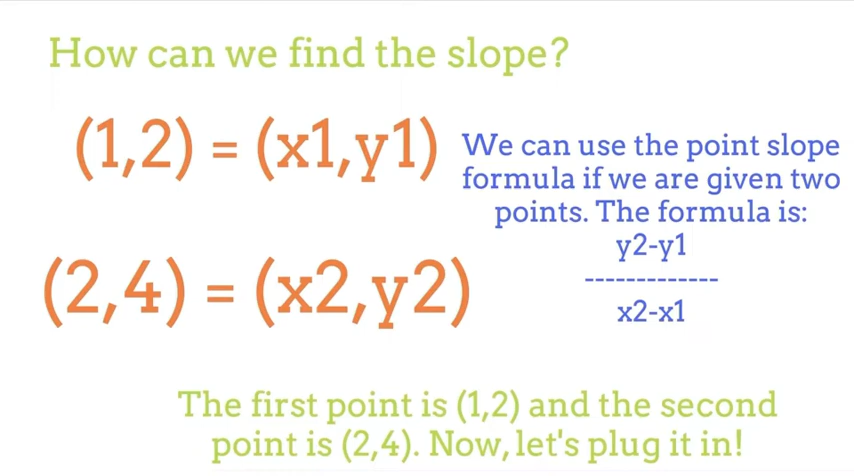 How can we find the slope?
(1,2) = (x1,y1)
(2,4) = (x2,y2)
We can use the point slope
formula if we are given two
points. The formula is:
y2-y1
-------------
x2-x1
The first point is (1,2) and the second
point is (2,4). Now, let's plug it in!